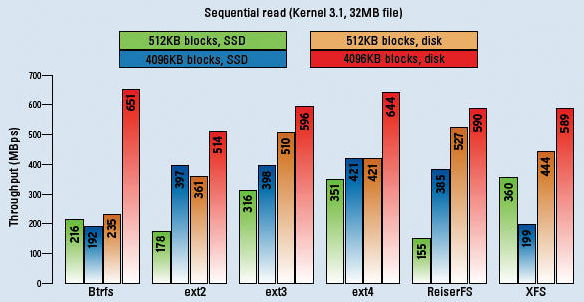 Sequential read (Kernel 3.1, 32MB file)
512KB blocks, SSD
512KB blocks, disk
4096KB blocks, SSD
4096KB blocks, disk
Throughput (MBps)
700
600
500
400
300
200
100
0
216
192
235
651
178
397
361
514
316
398
510
596
351
421
421
644
155
385
527
590
360
199
444
589
Btrfs
ext2
ext3
ext4
ReiserFS
XFS